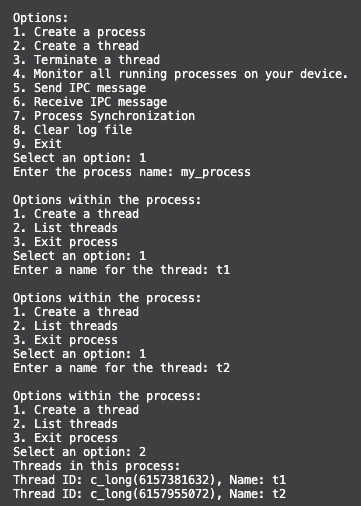 Options:
1. Create a process
2. Create a thread
3. Terminate a thread
4. Monitor all running processes on your device.
5. Send IPC message
6. Receive IPC message
7. Process Synchronization
8. Clear log file
9. Exit
Select an option: 1
Enter the process name: my_process
Options within the process:
1. Create a thread
2. List threads
3. Exit process
Select an option: 1
Enter a name for the thread: t1
Options within the process:
1. Create a thread
2. List threads
3. Exit process
Select an option: 1
Enter a name for the thread: t2
Options within the process:
1. Create a thread
2. List threads
3. Exit process
Select an option: 2
Threads in this process:
Thread ID: c_long(6157381632), Name: t1
Thread ID: c_long(6157955072), Name: t2